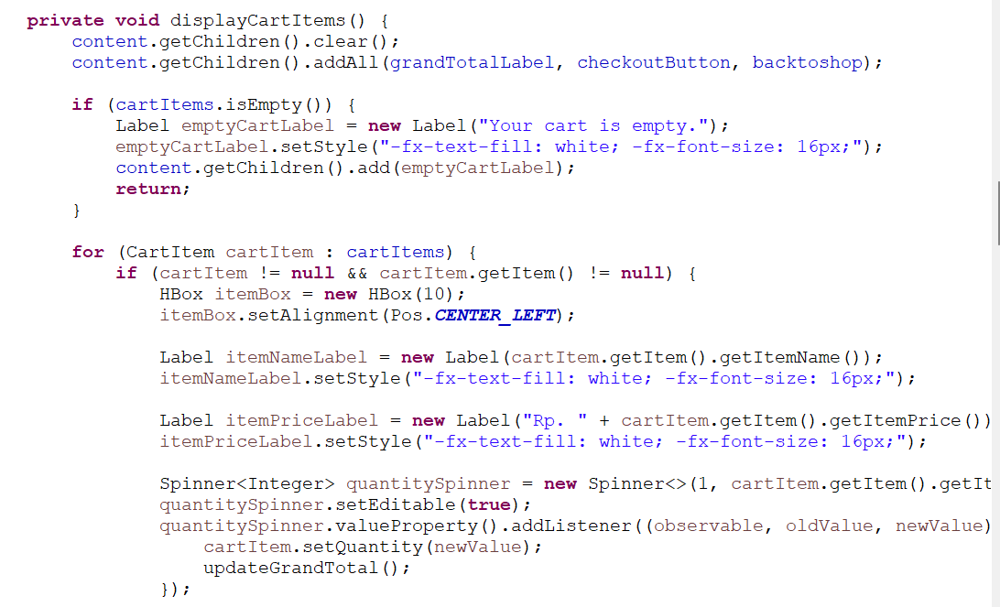 private void displayCartItems() {
    content.getChildren().clear();
    content.getChildren().addAll(grandTotalLabel, checkoutButton, backtoshop);

    if (cartItems.isEmpty()) {
        Label emptyCartLabel = new Label("Your cart is empty.");
        emptyCartLabel.setStyle("-fx-text-fill: white; -fx-font-size: 16px;");
        content.getChildren().add(emptyCartLabel);
        return;
    }

    for (CartItem cartItem : cartItems) {
        if (cartItem != null && cartItem.getItem() != null) {
            HBox itemBox = new HBox(10);
            itemBox.setAlignment(Pos.CENTER_LEFT);

            Label itemNameLabel = new Label(cartItem.getItem().getItemName());
            itemNameLabel.setStyle("-fx-text-fill: white; -fx-font-size: 16px;");

            Label itemPriceLabel = new Label("Rp. " + cartItem.getItem().getItemPrice())
            itemPriceLabel.setStyle("-fx-text-fill: white; -fx-font-size: 16px;");

            Spinner<Integer> quantitySpinner = new Spinner<>(1, cartItem.getItem().getIt
            quantitySpinner.setEditable(true);
            quantitySpinner.valueProperty().addListener((observable, oldValue, newValue)
                cartItem.setQuantity(newValue);
                updateGrandTotal();
            });